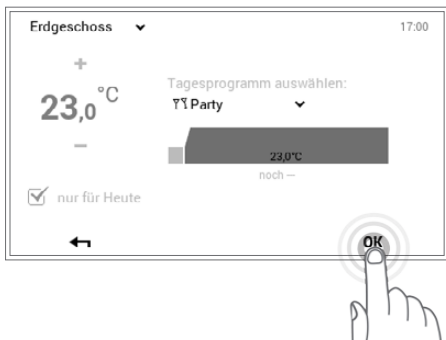 Erdgeschoss
17:00
+
23,0 °C
−
Tagesprogramm auswählen:
Party
23,0°C
noch --
nur für Heute
OK